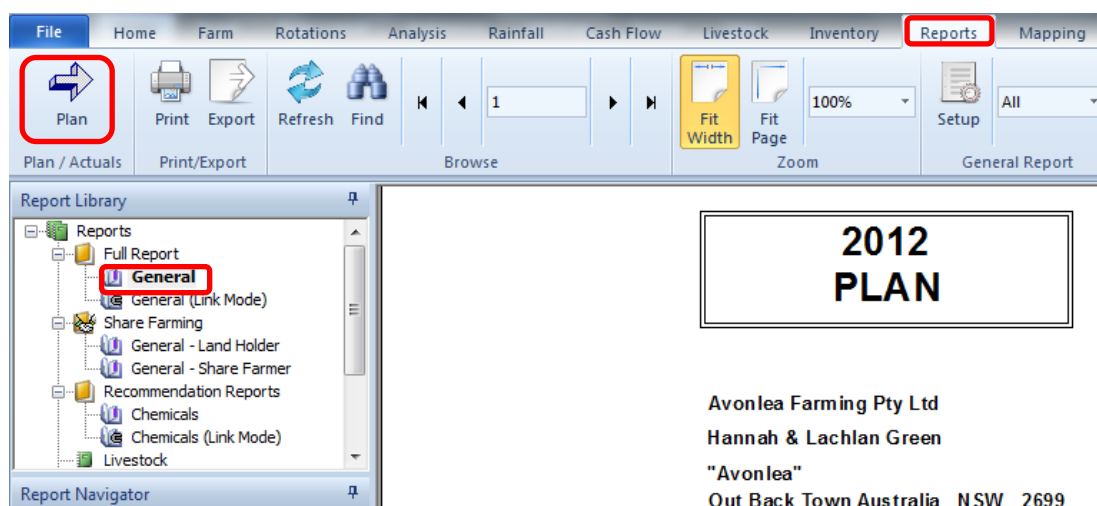 File Home Farm Rotations Analysis Rainfall Cash Flow Livestock Inventory Reports Mapping
Plan Print Export Refresh Find 1 Fit Width Fit Page 100% Setup All
Plan / Actuals Print/Export Browse Zoom General Report
Report Library
Reports
Full Report
General
General (Link Mode)
Share Farming
General - Land Holder
General - Share Farmer
Recommendation Reports
Chemicals
Chemicals (Link Mode)
Livestock
Report Navigator
2012
PLAN
Avonlea Farming Pty Ltd
Hannah & Lachlan Green
"Avonlea"
Out Back Town Australia NSW 2699